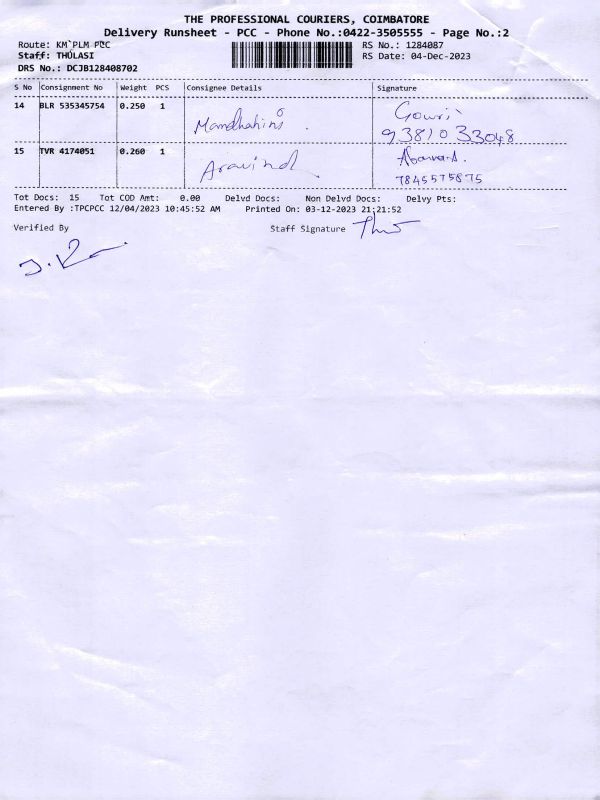 THE PROFESSIONAL COURIERS, COIMBATORE
Delivery Runsheet - PCC - Phone No.:0422-3505555 - Page No.:2
Route: KM PLM PCC
RS No.: 1284087
Staff: THULASI
RS Date: 04-Dec-2023
DRS No.: DCJB128408702
S No Consignment No Weight PCS Consignee Details Signature
14 BLR 535345754 0.250 1 Gowri
9381033048
15 TVR 4174051 0.260 1 Aravind
7845575875
Tot Docs: 15 Tot COD Amt: 0.00 Delvd Docs: Non Delvd Docs: Delvy Pts:
Entered By :TPCPCC 12/04/2023 10:45:52 AM Printed On: 03-12-2023 21:21:52
Verified By Staff Signature